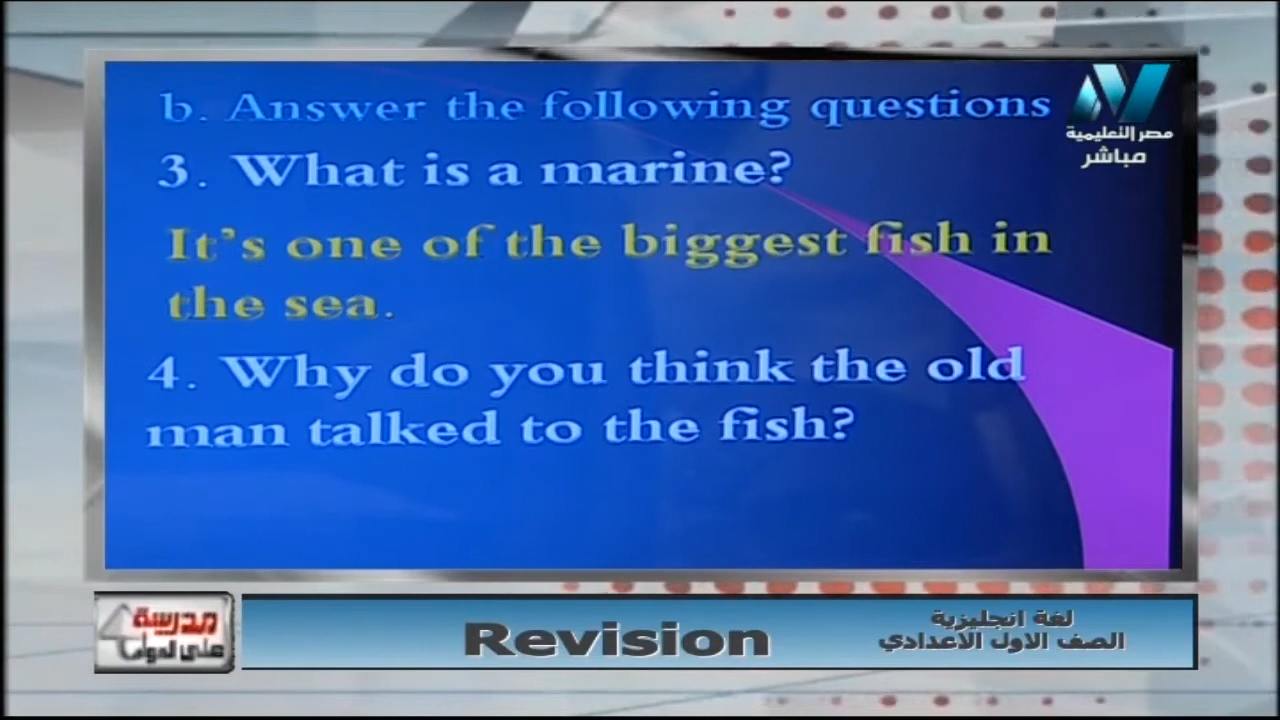 b. Answer the following questions
3. What is a marine?
It's one of the biggest fish in
the sea.
4. Why do you think the old
man talked to the fish?
مصر التعليمية
مباشر
مدرسة
على الهواء
Revision
لغة انجليزية
الصف الاول الاعدادي